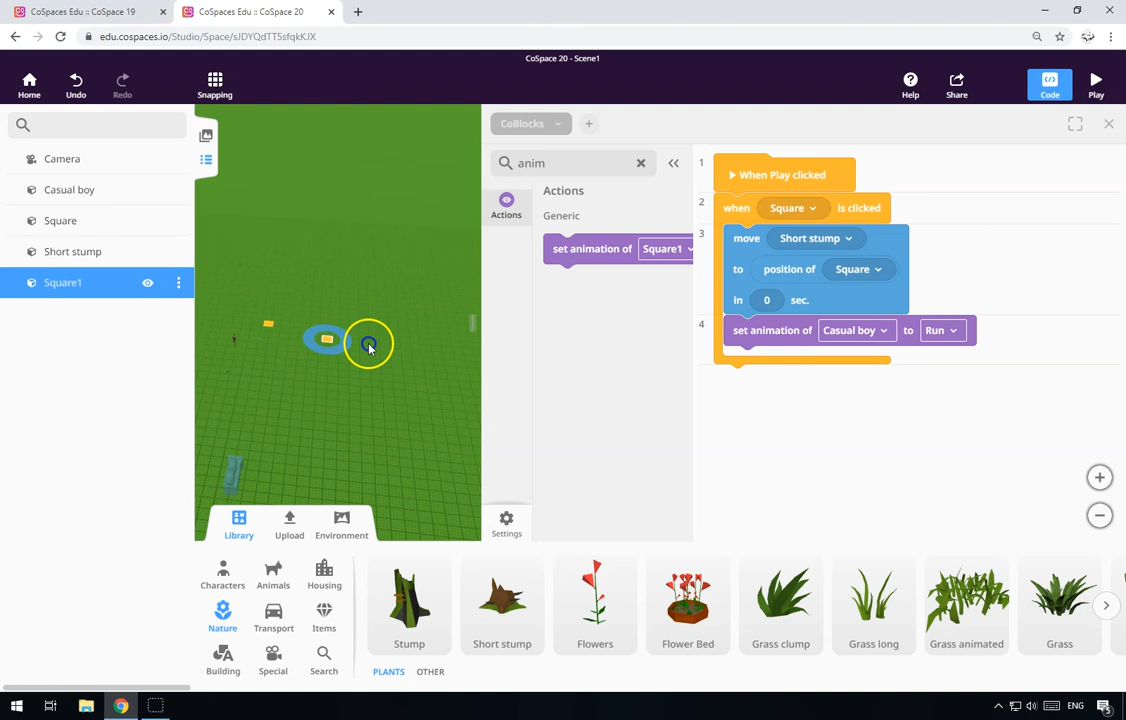 CoSpaces Edu :: CoSpace 19
CoSpaces Edu :: CoSpace 20
edu.cospaces.io/Studio/Space/sJDYQdTT5sfqkKJX
CoSpace 20 - Scene1
Home
Undo
Redo
Snapping
Help
Share
Code
Play
Camera
Casual boy
Square
Short stump
Square1
CoBlocks
anim
Actions
Actions
Generic
set animation of Square1
Settings
1
When Play clicked
2
when Square is clicked
3
move Short stump
to position of Square
in 0 sec.
4
set animation of Casual boy to Run
Library
Upload
Environment
Characters
Animals
Housing
Nature
Transport
Items
Building
Special
Search
Stump
Short stump
Flowers
Flower Bed
Grass clump
Grass long
Grass animated
Grass
PLANTS
OTHER
ENG
5